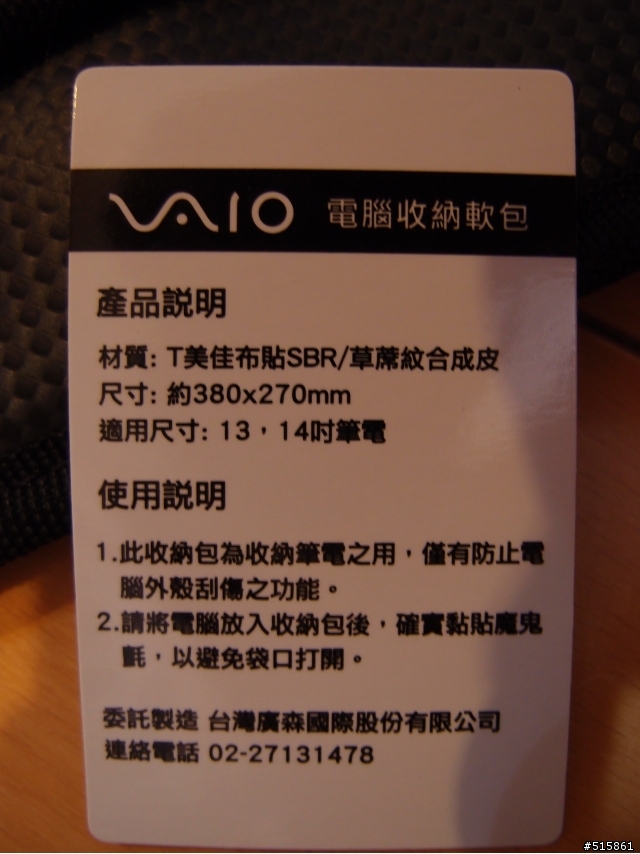 VAIO 電腦收納軟包
產品説明
材質: T美佳布貼SBR/草蓆紋合成皮
尺寸: 約380x270mm
適用尺寸: 13，14吋筆電
使用説明
1.此收納包為收納筆電之用，僅有防止電
腦外殼刮傷之功能。
2.請將電腦放入收納包後，確實黏貼魔鬼
氈，以避免袋口打開。
委託製造 台灣廣森國際股份有限公司
連絡電話 02-27131478
#515861